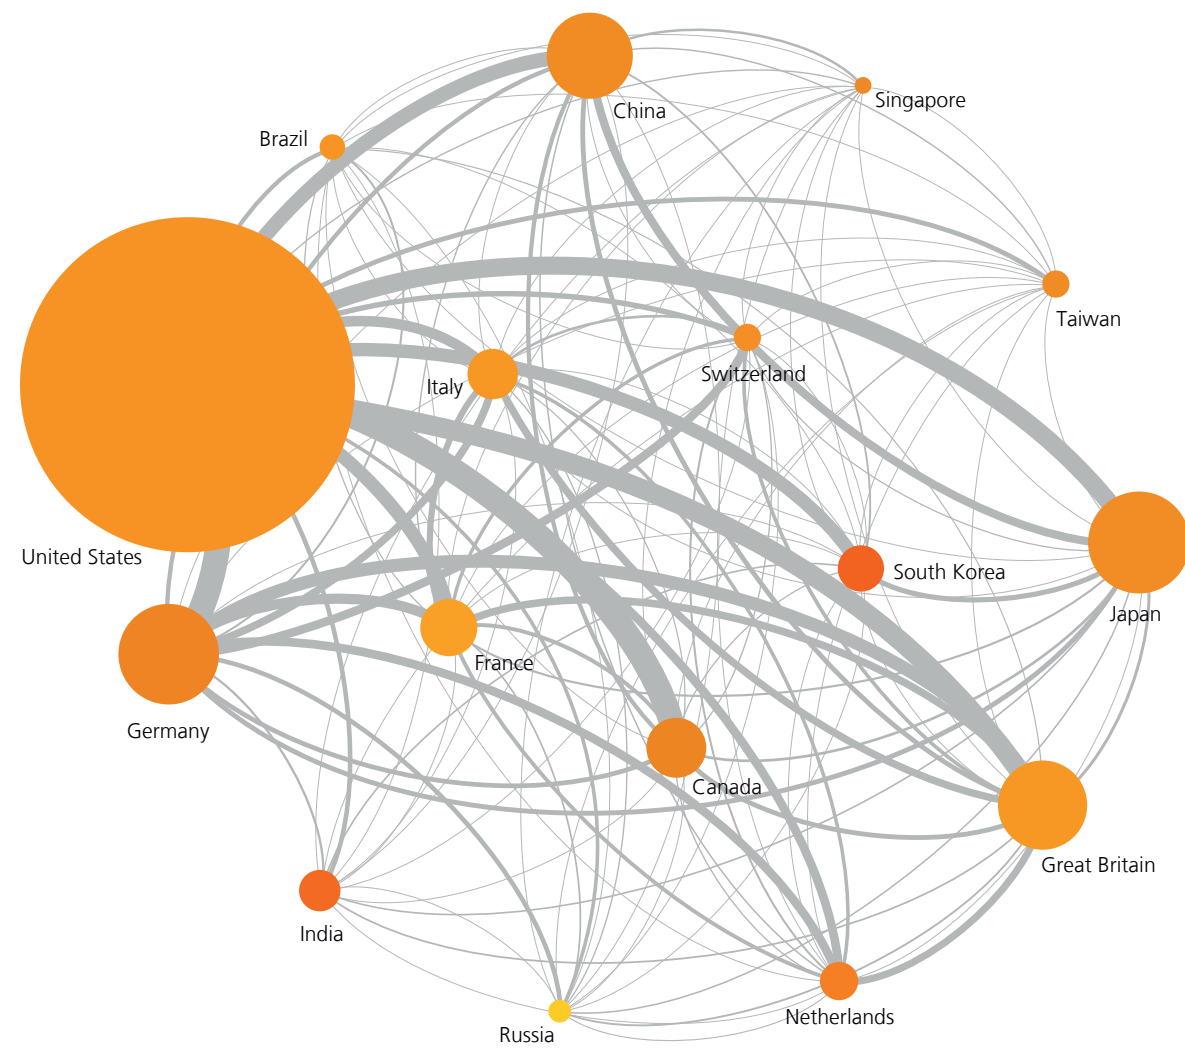 China
Singapore
Brazil
Taiwan
Switzerland
Italy
United States
South Korea
Japan
France
Germany
Canada
Great Britain
India
Netherlands
Russia